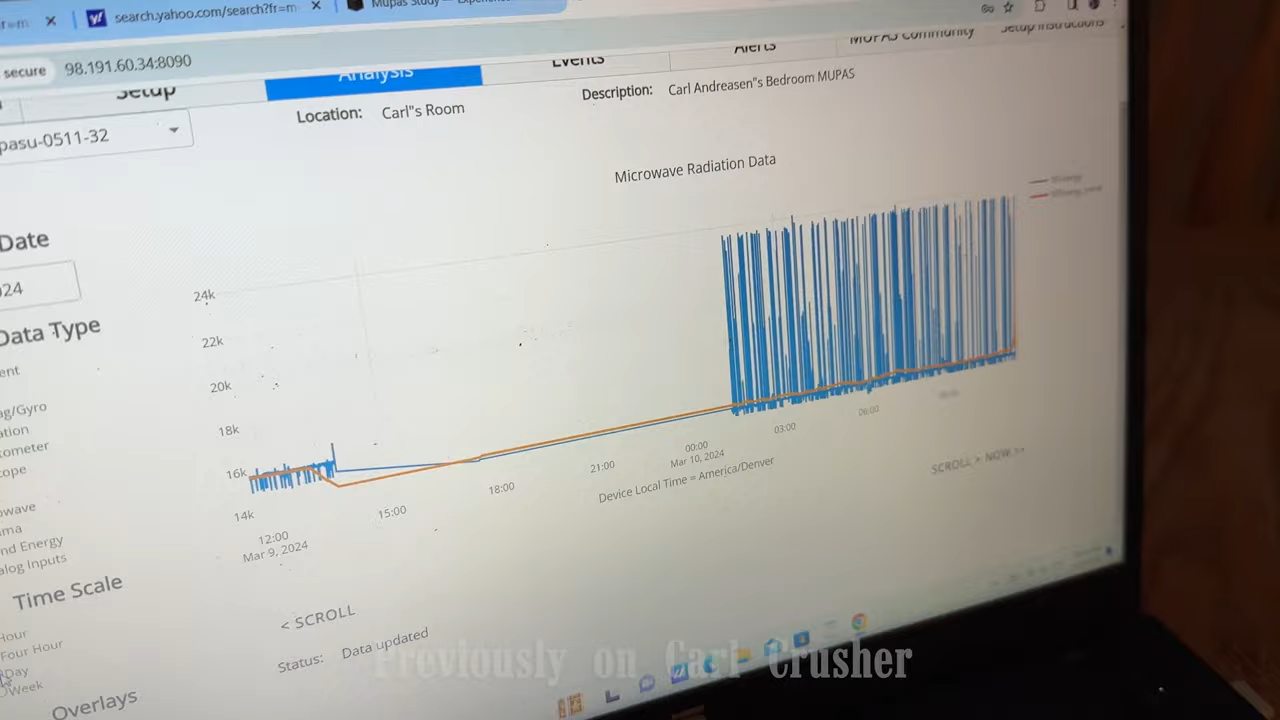 search.yahoo.com/search?fr=m
Mupas Study
secure 98.191.60.34:8090
Setup Analysis Events Alerts MUPAS Community Setup Instructions
pasu-0511-32
Location: Carl"s Room
Description: Carl Andreasen"s Bedroom MUPAS
Microwave Radiation Data
Date
24
Data Type
ent
ag/Gyro
ation
ometer
ope
owave
ma
nd Energy
alog Inputs
Time Scale
Hour
Four Hour
Day
Week
Overlays
24k
22k
20k
18k
16k
14k
12:00
Mar 9, 2024
15:00
18:00
21:00
00:00
Mar 10, 2024
03:00
06:00
Device Local Time = America/Denver
< SCROLL
SCROLL > NOW >>
Status: Data updated
Previously on Carl Crusher